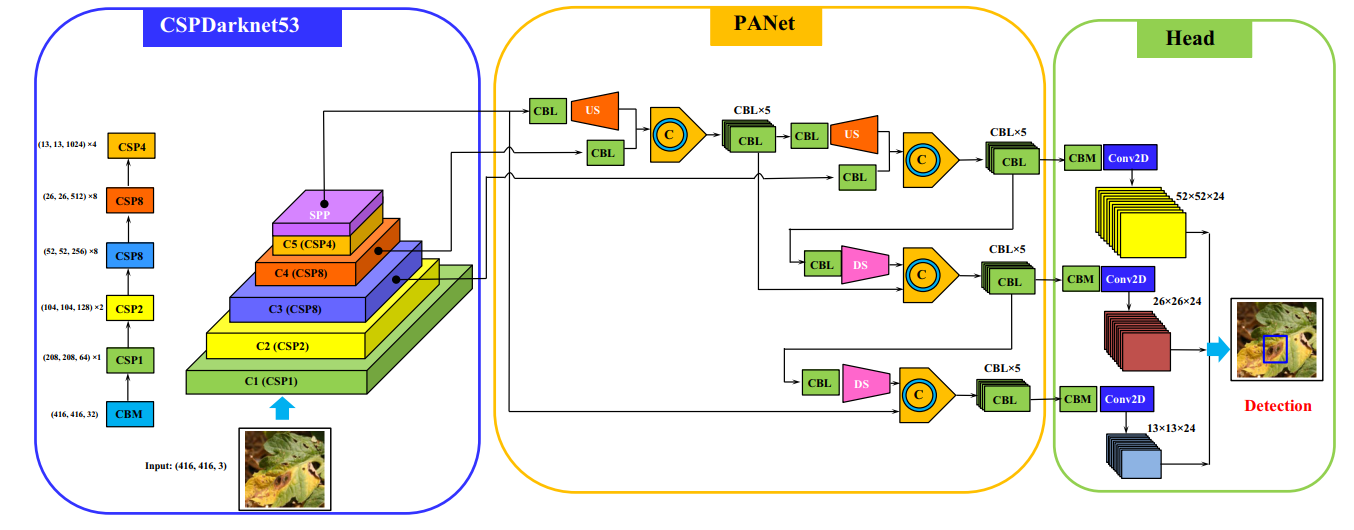 CSPDarknet53
PANet
Head
(13, 13, 1024) ×4
CSP4
(26, 26, 512) ×8
CSP8
(52, 52, 256) ×8
CSP8
(104, 104, 128) ×2
CSP2
(208, 208, 64) ×1
CSP1
(416, 416, 32)
CBM
SPP
C5 (CSP4)
C4 (CSP8)
C3 (CSP8)
C2 (CSP2)
C1 (CSP1)
Input: (416, 416, 3)
CBL
US
CBL
C
CBL×5
CBL
CBL
US
CBL
C
CBL×5
CBL
CBL
DS
C
CBL×5
CBL
CBL
DS
C
CBL×5
CBL
CBM
Conv2D
52×52×24
CBM
Conv2D
26×26×24
CBM
Conv2D
13×13×24
Detection